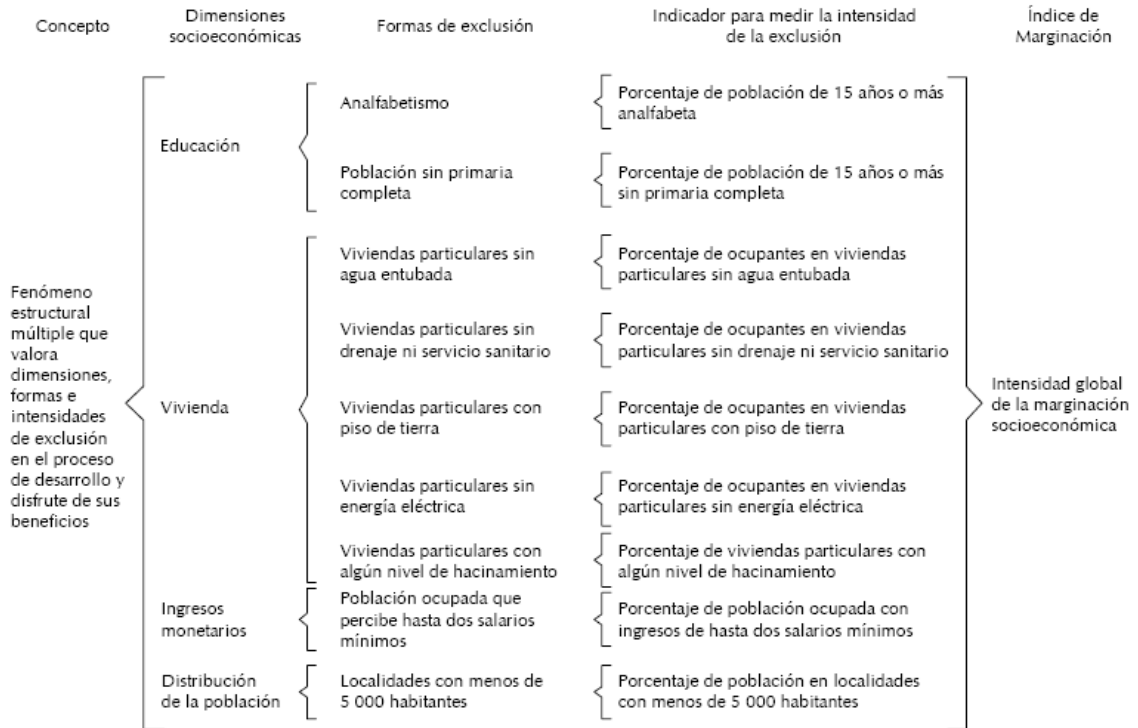 Concepto
Dimensiones
socioeconómicas
Formas de exclusión
Indicador para medir la intensidad
de la exclusión
Índice de
Marginación
Fenómeno
estructural
múltiple que
valora
dimensiones,
formas e
intensidades
de exclusión
en el proceso
de desarrollo y
disfrute de sus
beneficios
Educación
Analfabetismo
Porcentaje de población de 15 años o más
analfabeta
Población sin primaria
completa
Porcentaje de población de 15 años o más
sin primaria completa
Vivienda
Viviendas particulares sin
agua entubada
Porcentaje de ocupantes en viviendas
particulares sin agua entubada
Viviendas particulares sin
drenaje ni servicio sanitario
Porcentaje de ocupantes en viviendas
particulares sin drenaje ni servicio sanitario
Viviendas particulares con
piso de tierra
Porcentaje de ocupantes en viviendas
particulares con piso de tierra
Viviendas particulares sin
energía eléctrica
Porcentaje de ocupantes en viviendas
particulares sin energía eléctrica
Viviendas particulares con
algún nivel de hacinamiento
Porcentaje de viviendas particulares con
algún nivel de hacinamiento
Ingresos
monetarios
Población ocupada que
percibe hasta dos salarios
mínimos
Porcentaje de población ocupada con
ingresos de hasta dos salarios mínimos
Distribución
de la población
Localidades con menos de
5 000 habitantes
Porcentaje de población en localidades
con menos de 5 000 habitantes
Intensidad global
de la marginación
socioeconómica